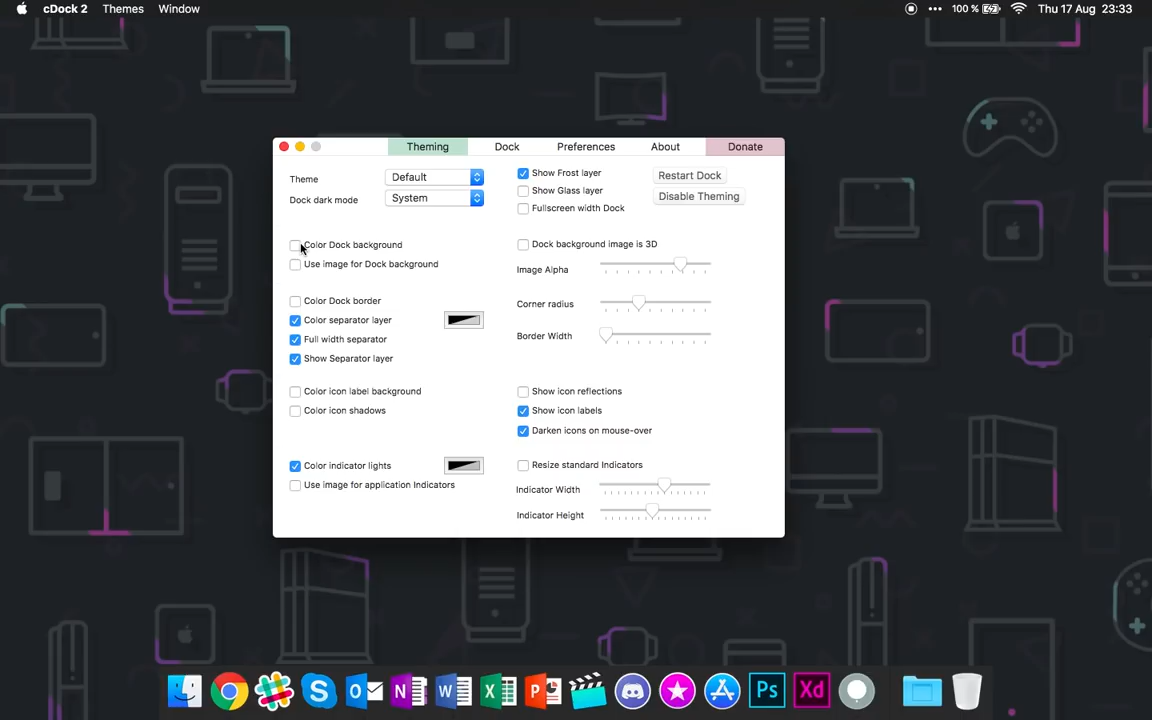 cDock 2 Themes Window 100 % Thu 17 Aug 23:33
Theming Dock Preferences About Donate
Theme Default
Dock dark mode System
Show Frost layer
Show Glass layer
Fullscreen width Dock
Restart Dock
Disable Theming
Color Dock background
Use image for Dock background
Dock background image is 3D
Image Alpha
Color Dock border
Color separator layer
Full width separator
Show Separator layer
Corner radius
Border Width
Color icon label background
Color icon shadows
Show icon reflections
Show icon labels
Darken icons on mouse-over
Color indicator lights
Use image for application Indicators
Resize standard Indicators
Indicator Width
Indicator Height
S O N W X P Ps Xd